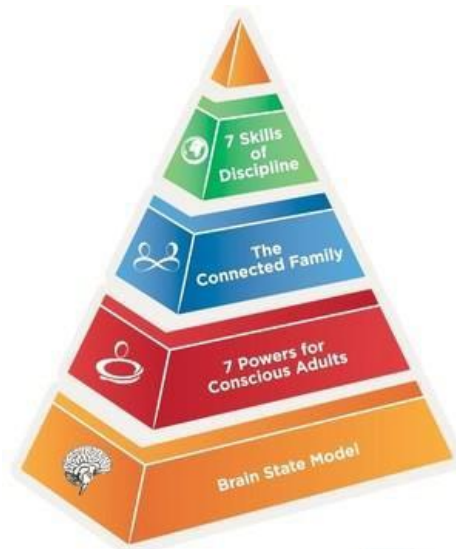 7 Skills
of
Discipline
The
Connected Family
7 Powers for
Conscious Adults
Brain State Model